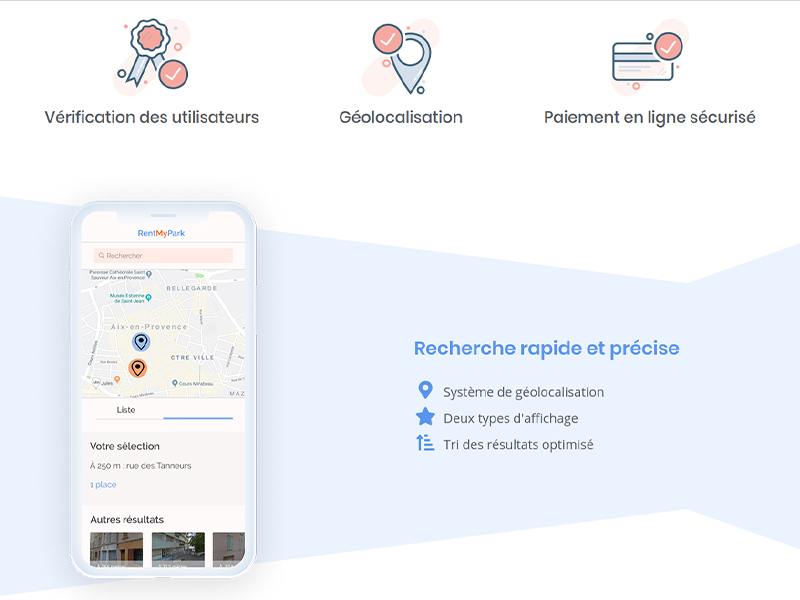 Vérification des utilisateurs
Géolocalisation
Paiement en ligne sécurisé
RentMyPark
Rechercher
Paroisse Cathédrale Saint
Sauveur Aix-en-Provence
BELLEGARDE
Musée Estienne
de Saint-Jean
Aix-en-Provence
CTRE VILLE
Cours Mirabeau
MAZ
Liste
Votre sélection
À 250 m : rue des Tanneurs
1 place
Autres résultats
Recherche rapide et précise
Système de géolocalisation
Deux types d'affichage
Tri des résultats optimisé